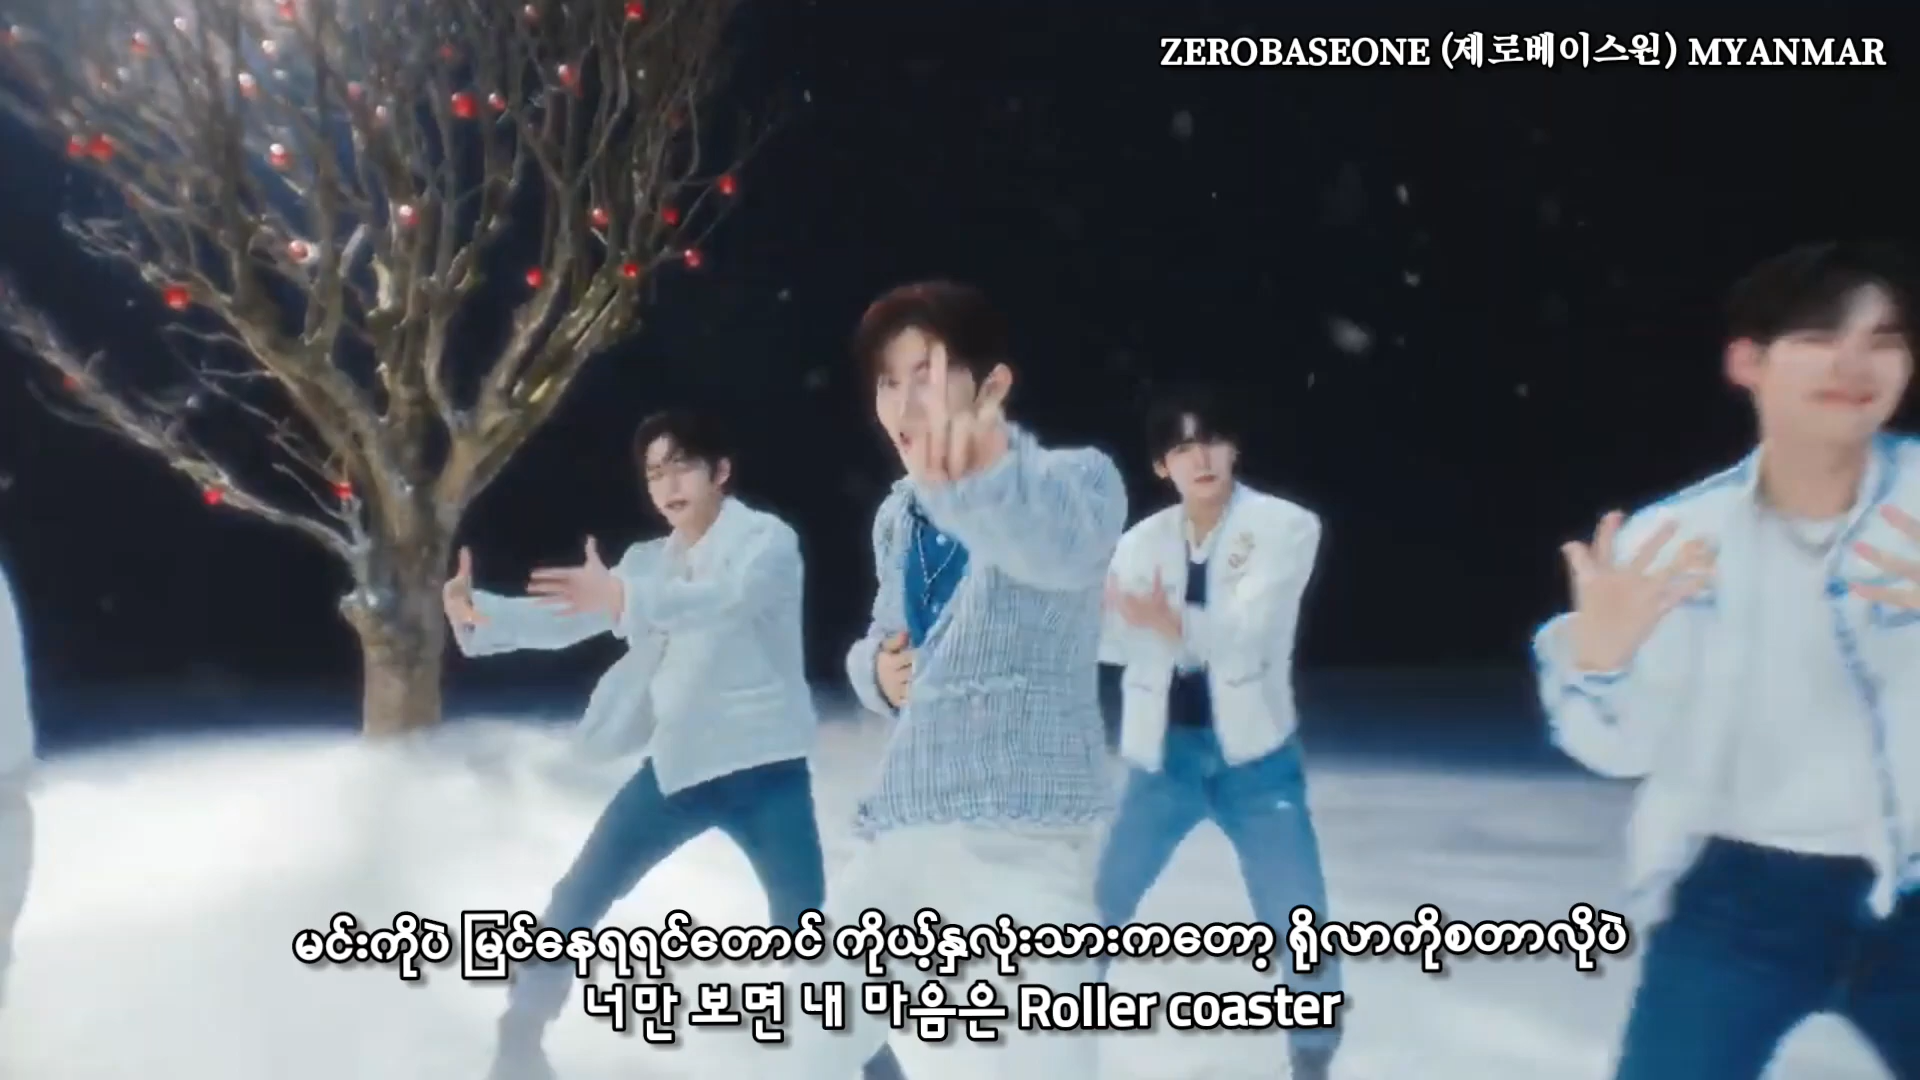 ZEROBASEONE (제로베이스원) MYANMAR
မင်းကိုပဲ မြင်နေရရင်တောင် ကိုယ့်နှလုံးသားကတော့ ရိုလာကိုစတာလိုပဲ
너만 보면 내 마음은 Roller coaster